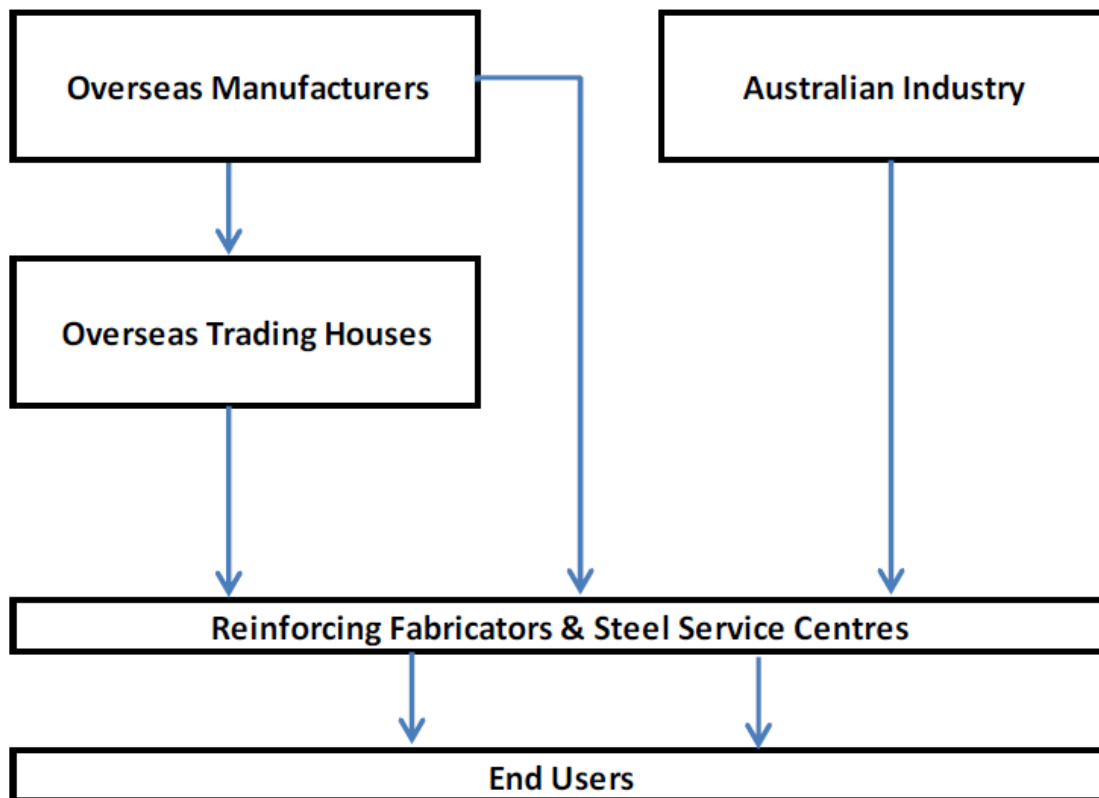 Overseas Manufacturers
Australian Industry
Overseas Trading Houses
Reinforcing Fabricators & Steel Service Centres
End Users